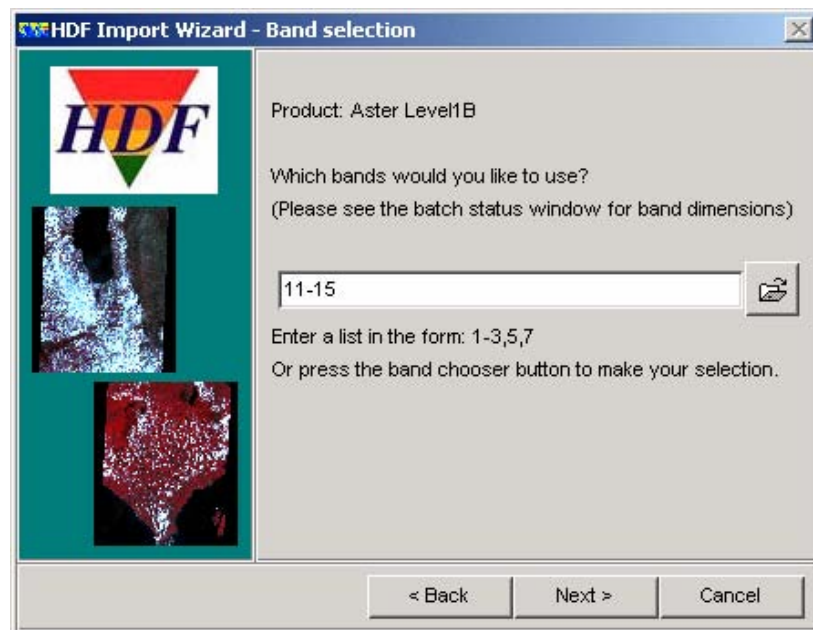 HDF Import Wizard - Band selection
HDF
Product: Aster Level1B
Which bands would you like to use?
(Please see the batch status window for band dimensions)
11-15
Enter a list in the form: 1-3,5,7
Or press the band chooser button to make your selection.
< Back
Next >
Cancel